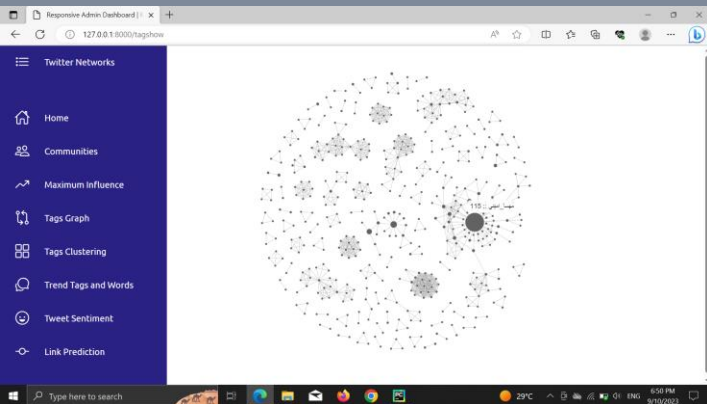 Responsive Admin Dashboard |
127.0.0.1:8000/tagshow
Twitter Networks
Home
Communities
Maximum Influence
Tags Graph
Tags Clustering
Trend Tags and Words
Tweet Sentiment
Link Prediction
115 ::
Type here to search
29°C
ENG
6:50 PM
9/10/2023